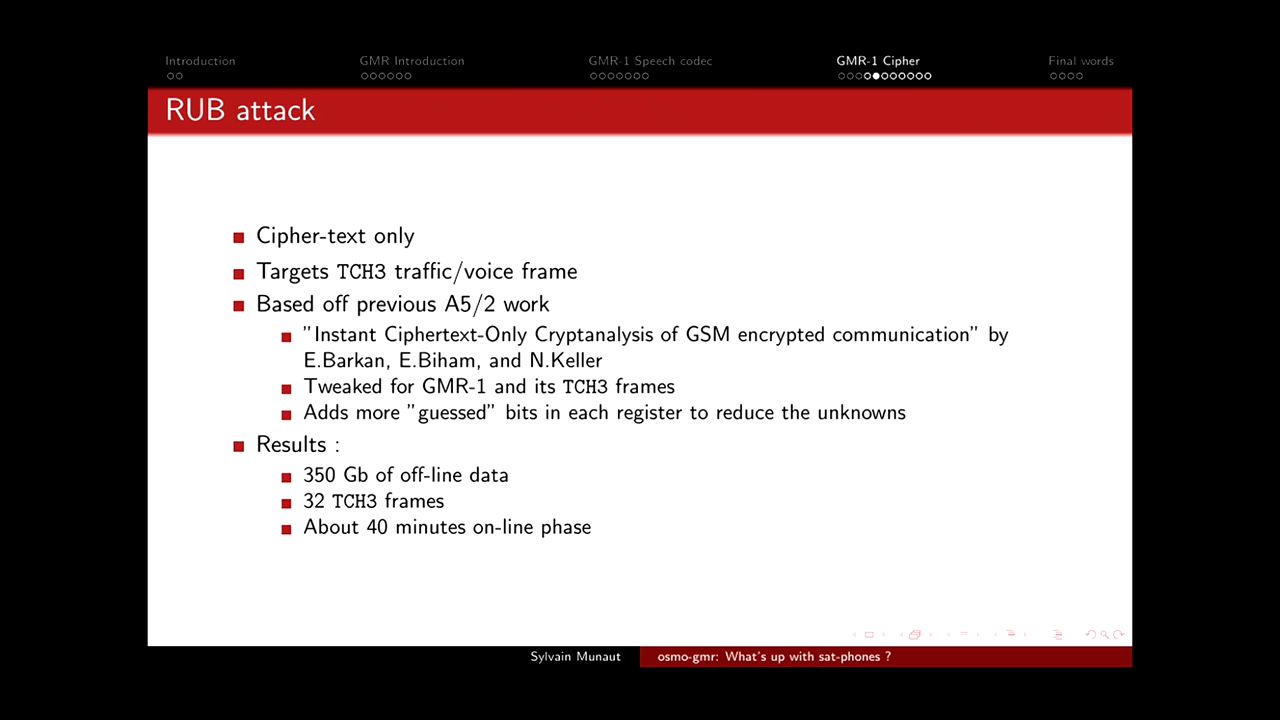 Introduction
GMR Introduction
GMR-1 Speech codec
GMR-1 Cipher
Final words
RUB attack
Cipher-text only
Targets TCH3 traffic/voice frame
Based off previous A5/2 work
"Instant Ciphertext-Only Cryptanalysis of GSM encrypted communication" by
E.Barkan, E.Biham, and N.Keller
Tweaked for GMR-1 and its TCH3 frames
Adds more "guessed" bits in each register to reduce the unknowns
Results :
350 Gb of off-line data
32 TCH3 frames
About 40 minutes on-line phase
Sylvain Munaut
osmo-gmr: What's up with sat-phones ?